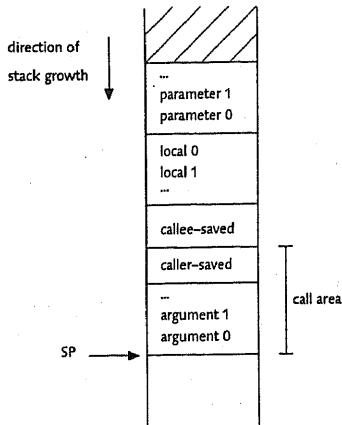 direction of
stack growth
...
parameter 1
parameter 0
local 0
local 1
...
callee-saved
caller-saved
call area
...
argument 1
argument 0
SP